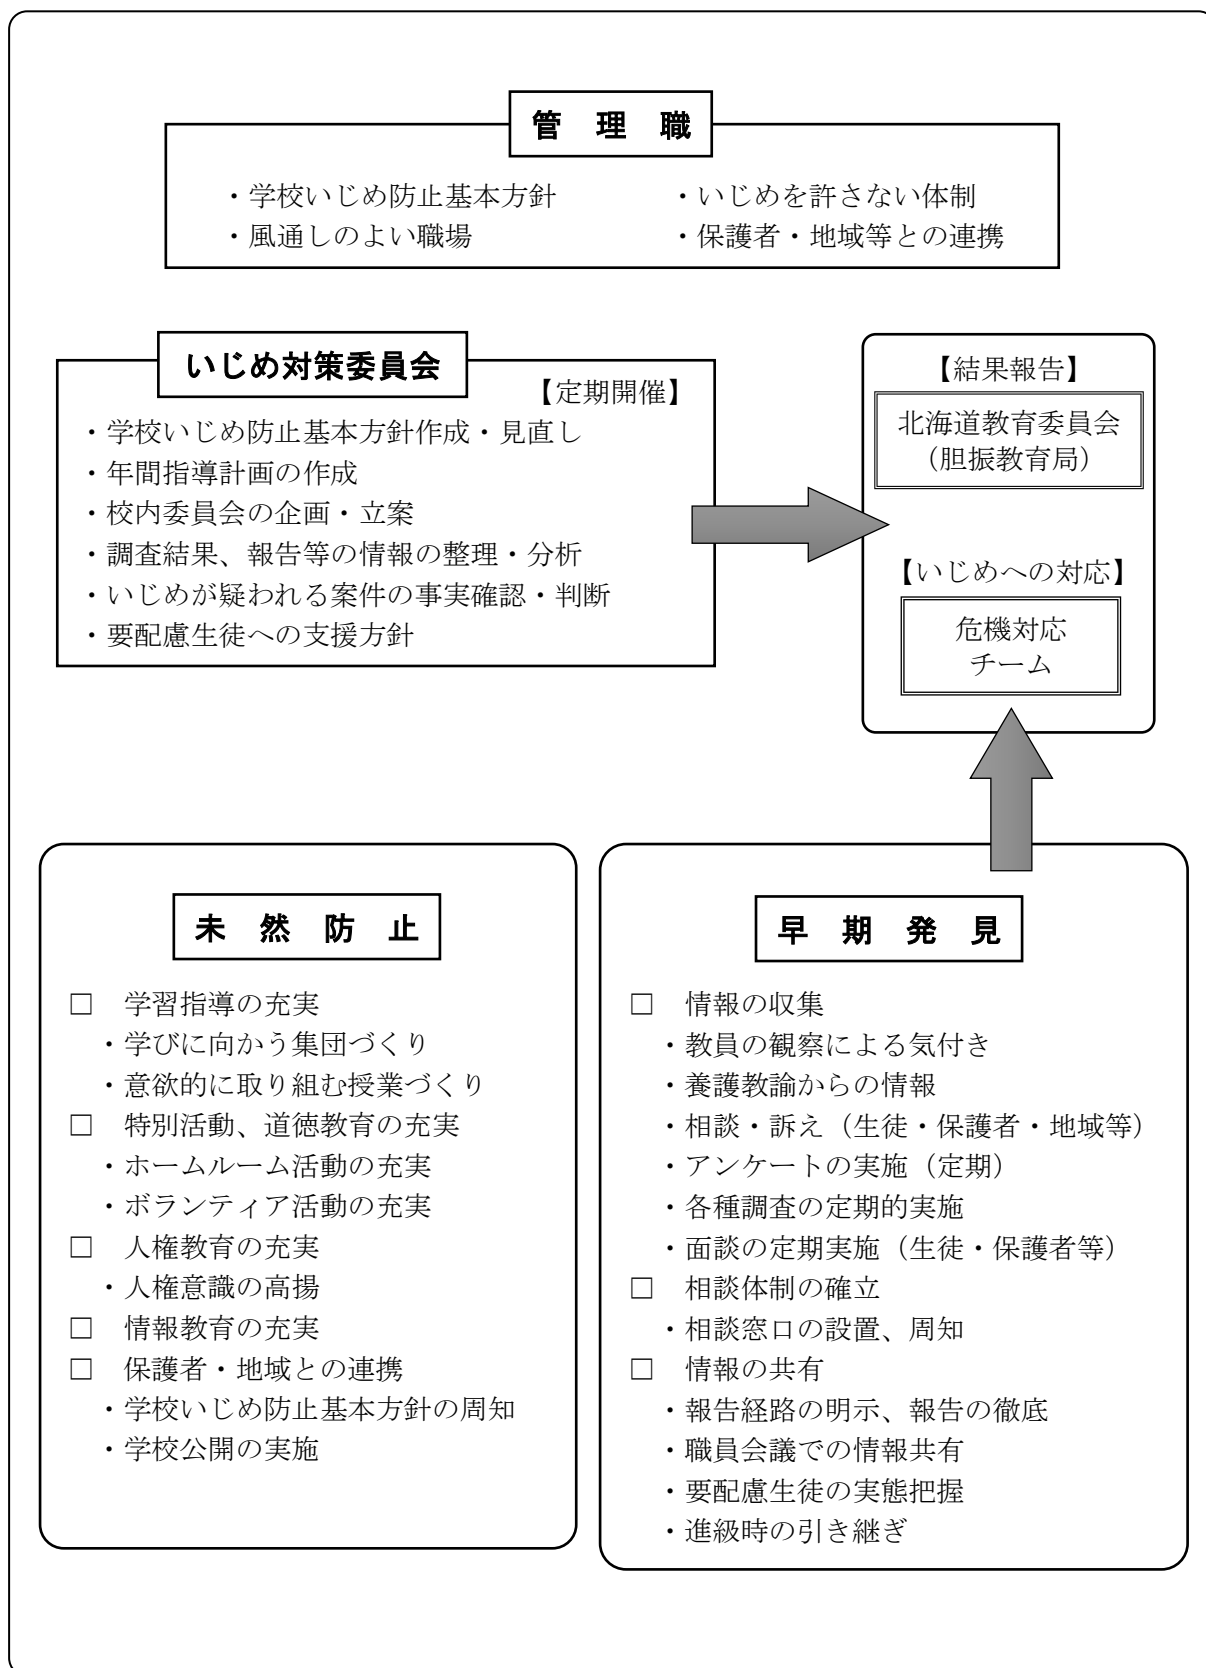 管 理 職
・学校いじめ防止基本方針
・いじめを許さない体制
・風通しのよい職場
・保護者・地域等との連携
いじめ対策委員会
【定期開催】
・学校いじめ防止基本方針作成・見直し
・年間指導計画の作成
・校内委員会の企画・立案
・調査結果、報告等の情報の整理・分析
・いじめが疑われる案件の事実確認・判断
・要配慮生徒への支援方針
【結果報告】
北海道教育委員会
（胆振教育局）
【いじめへの対応】
危機対応
チーム
未 然 防 止
□ 学習指導の充実
・学びに向かう集団づくり
・意欲的に取り組む授業づくり
□ 特別活動、道徳教育の充実
・ホームルーム活動の充実
・ボランティア活動の充実
□ 人権教育の充実
・人権意識の高揚
□ 情報教育の充実
□ 保護者・地域との連携
・学校いじめ防止基本方針の周知
・学校公開の実施
早 期 発 見
□ 情報の収集
・教員の観察による気付き
・養護教諭からの情報
・相談・訴え（生徒・保護者・地域等）
・アンケートの実施（定期）
・各種調査の定期的実施
・面談の定期実施（生徒・保護者等）
□ 相談体制の確立
・相談窓口の設置、周知
□ 情報の共有
・報告経路の明示、報告の徹底
・職員会議での情報共有
・要配慮生徒の実態把握
・進級時の引き継ぎ